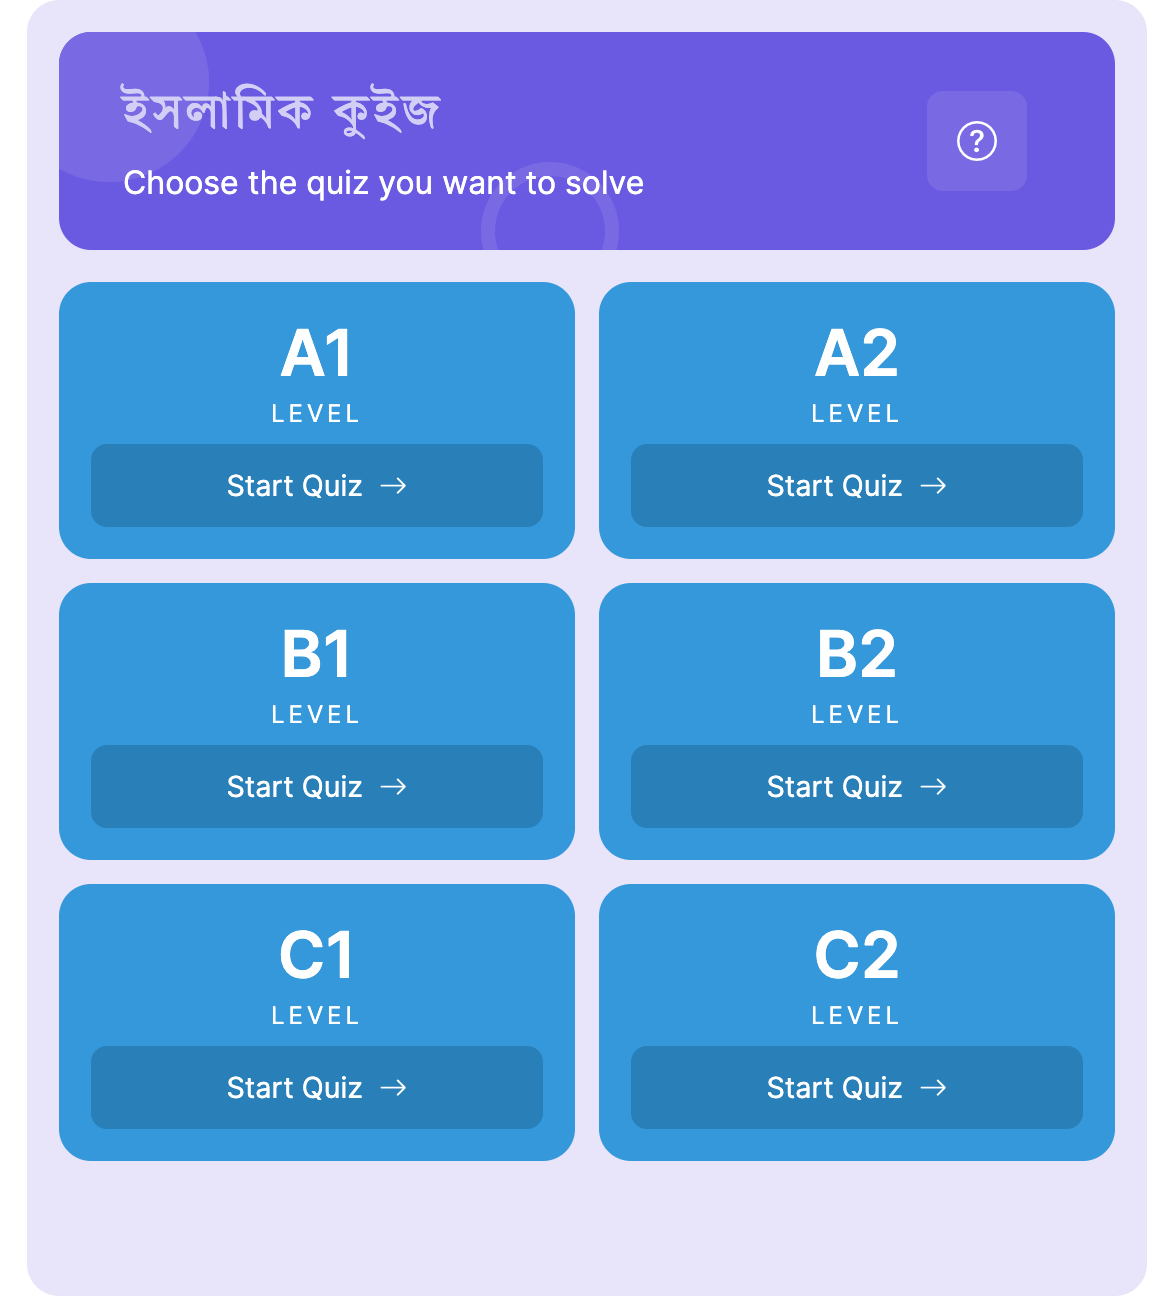 ইসলামিক কুইজ
Choose the quiz you want to solve
A1
LEVEL
Start Quiz →
A2
LEVEL
Start Quiz →
B1
LEVEL
Start Quiz →
B2
LEVEL
Start Quiz →
C1
LEVEL
Start Quiz →
C2
LEVEL
Start Quiz →